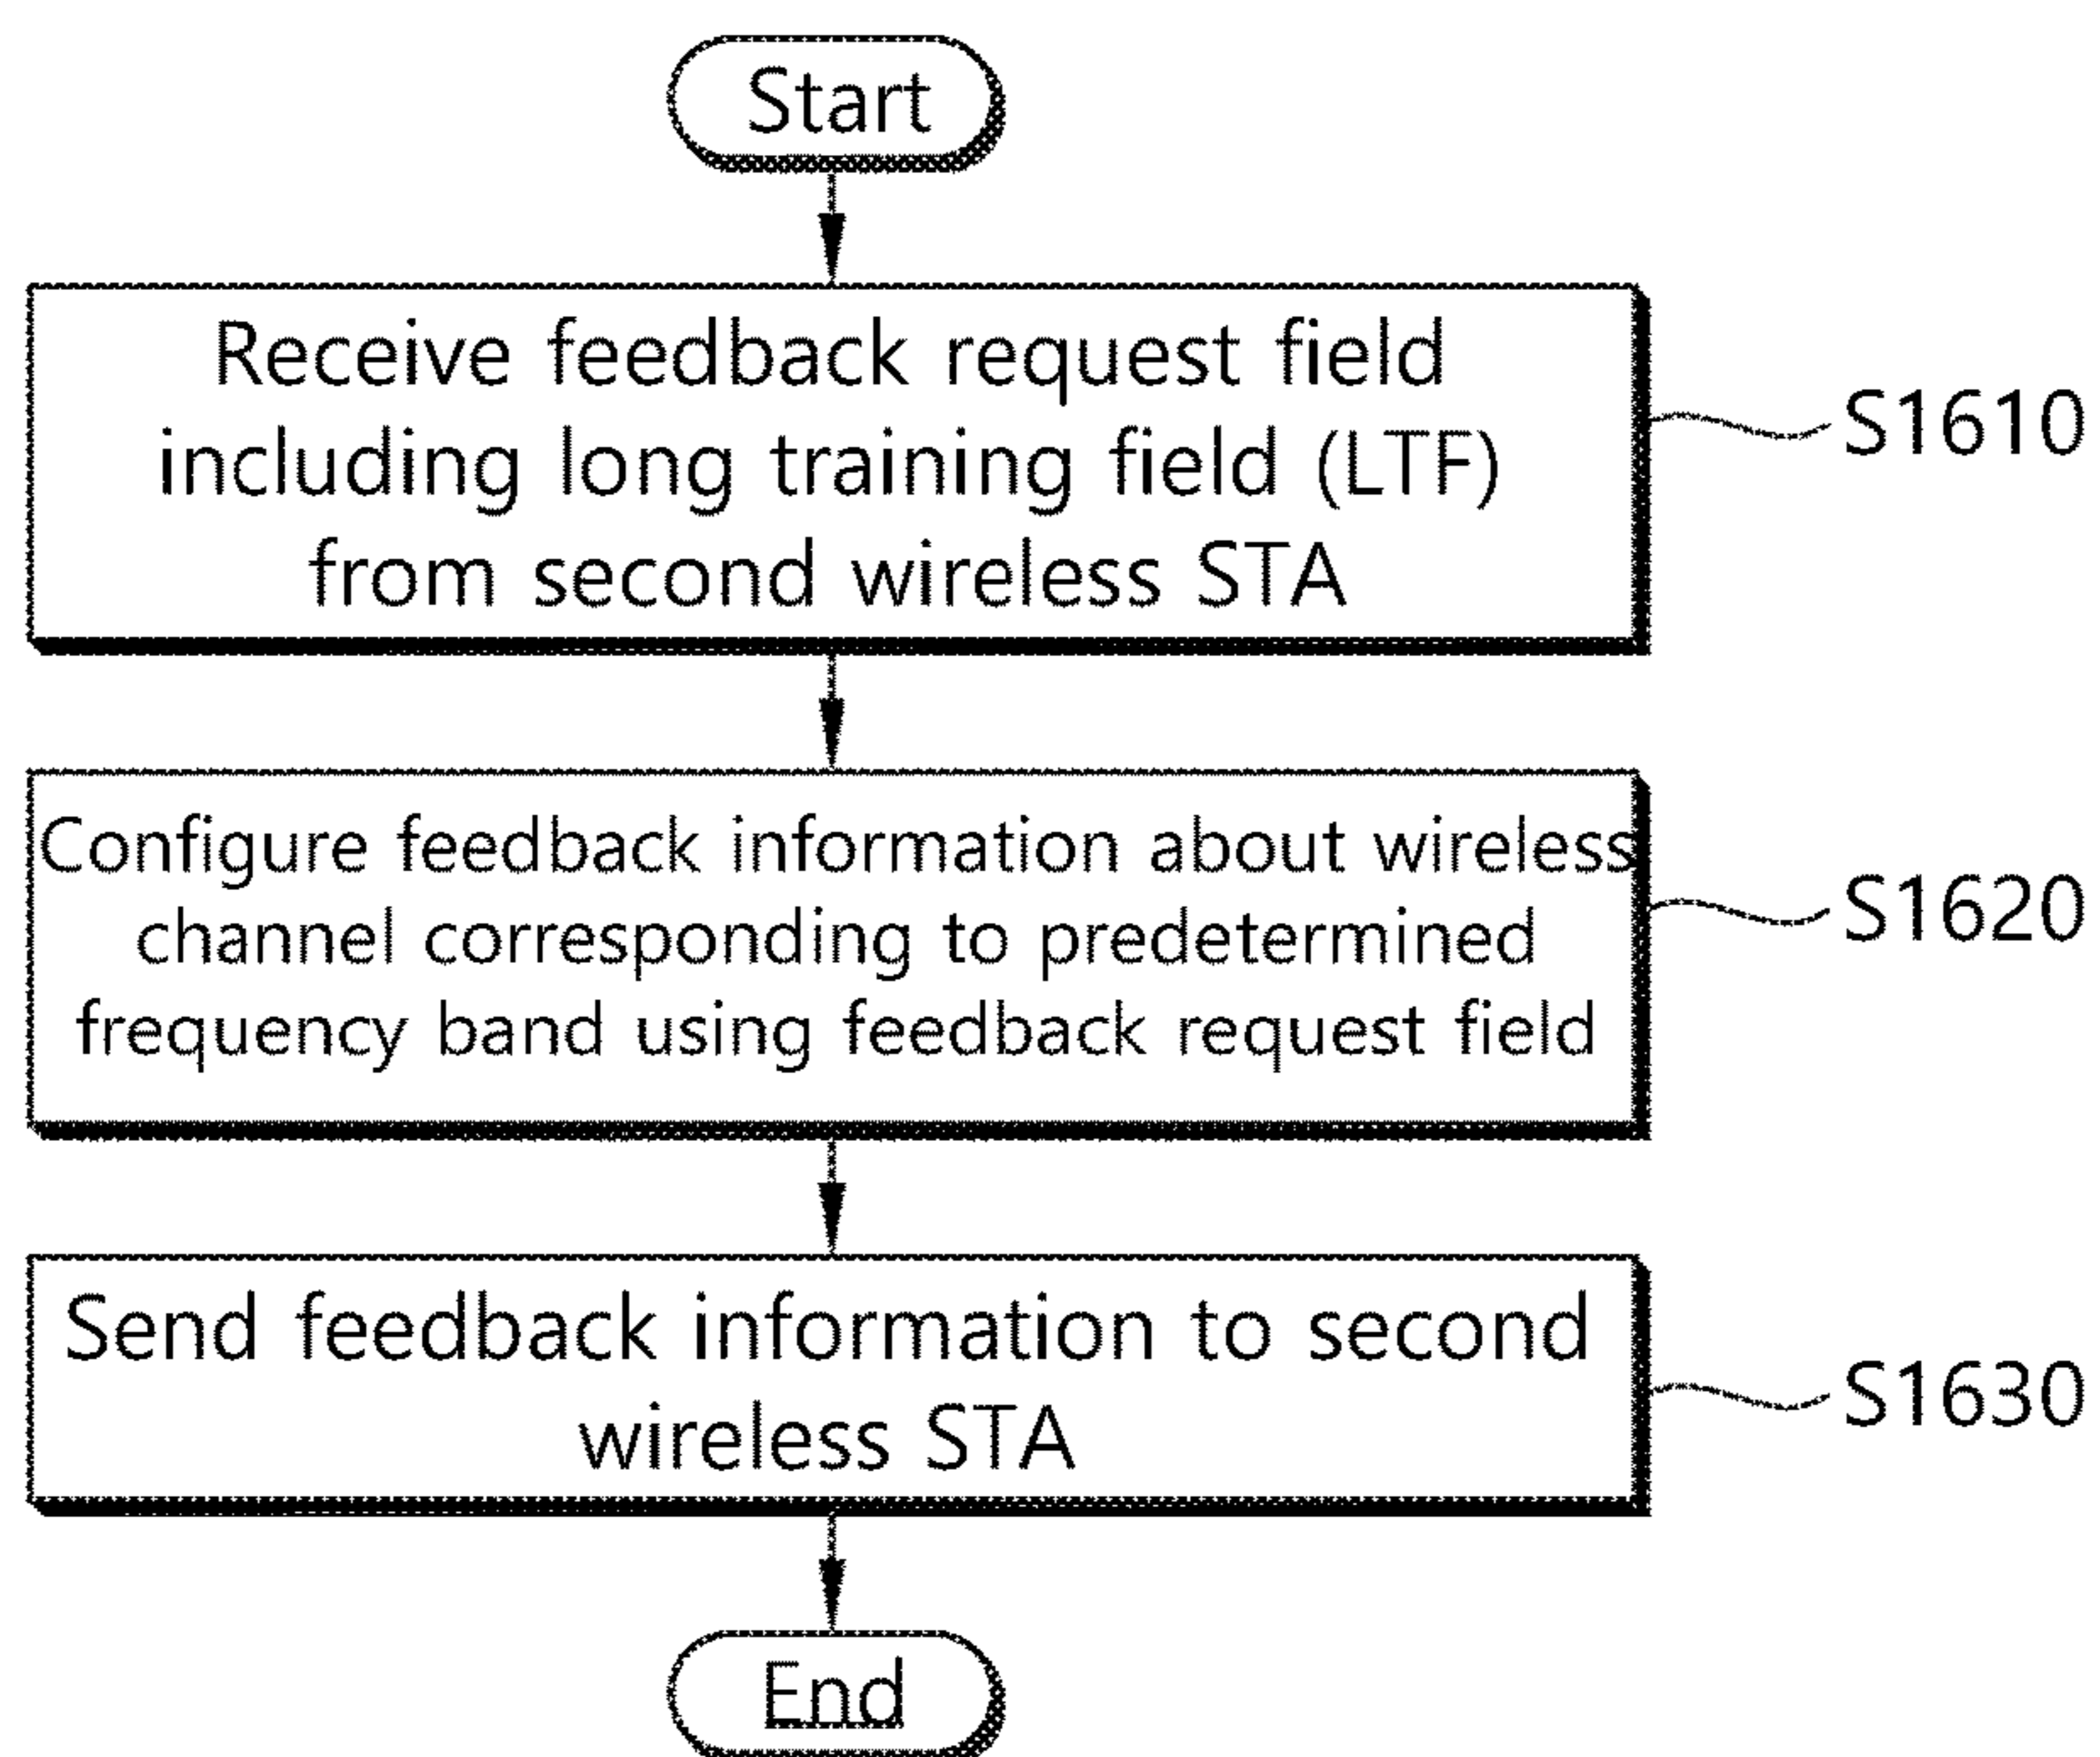 Start
Receive feedback request field
including long training field (LTF)
from second wireless STA
S1610
Configure feedback information about wireless
channel corresponding to predetermined
frequency band using feedback request field
S1620
Send feedback information to second
wireless STA
S1630
End